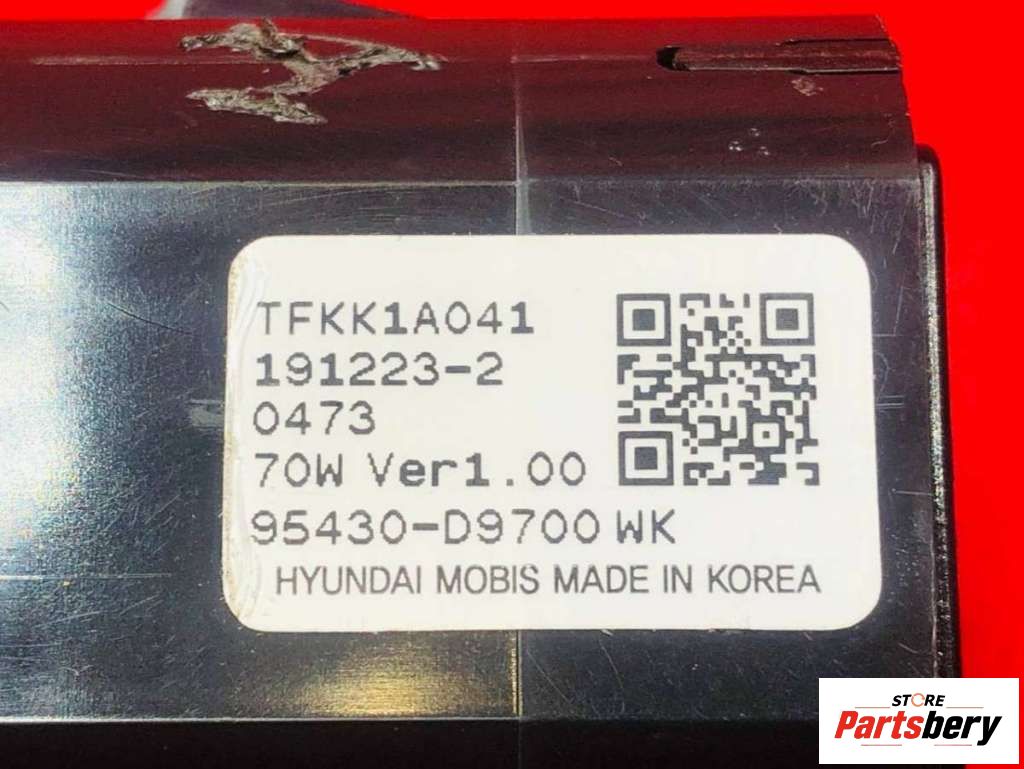 TFKK1A041
191223-2
0473
70W Ver1.00
95430-D9700 WK
HYUNDAI MOBIS MADE IN KOREA
STORE
Partsbery